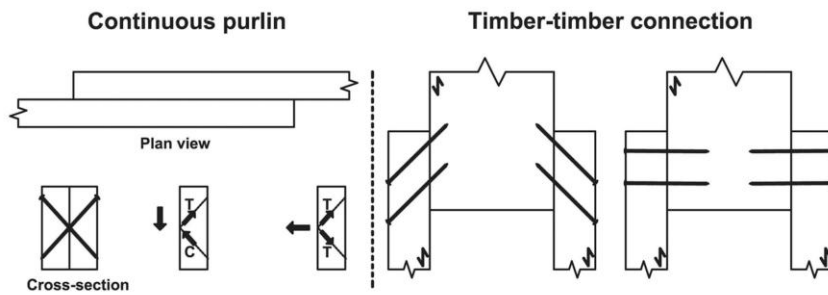 Continuous purlin
Timber-timber connection
Plan view
T
C
T
T
Cross-section